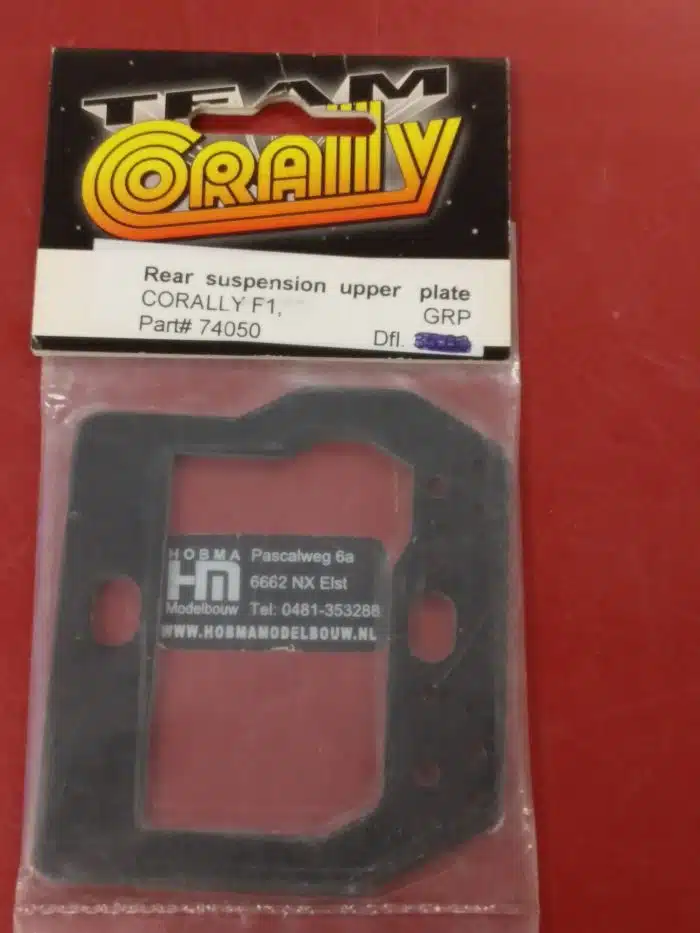 TEAM
CORALLY
Rear suspension upper plate
CORALLY F1,
GRP
Part# 74050
Dfl.
HOBMA
HM
Modelbouw
Pascalweg 6a
6662 NX Elst
Tel: 0481-353288
WWW.HOBMAMODELBOUW.NL